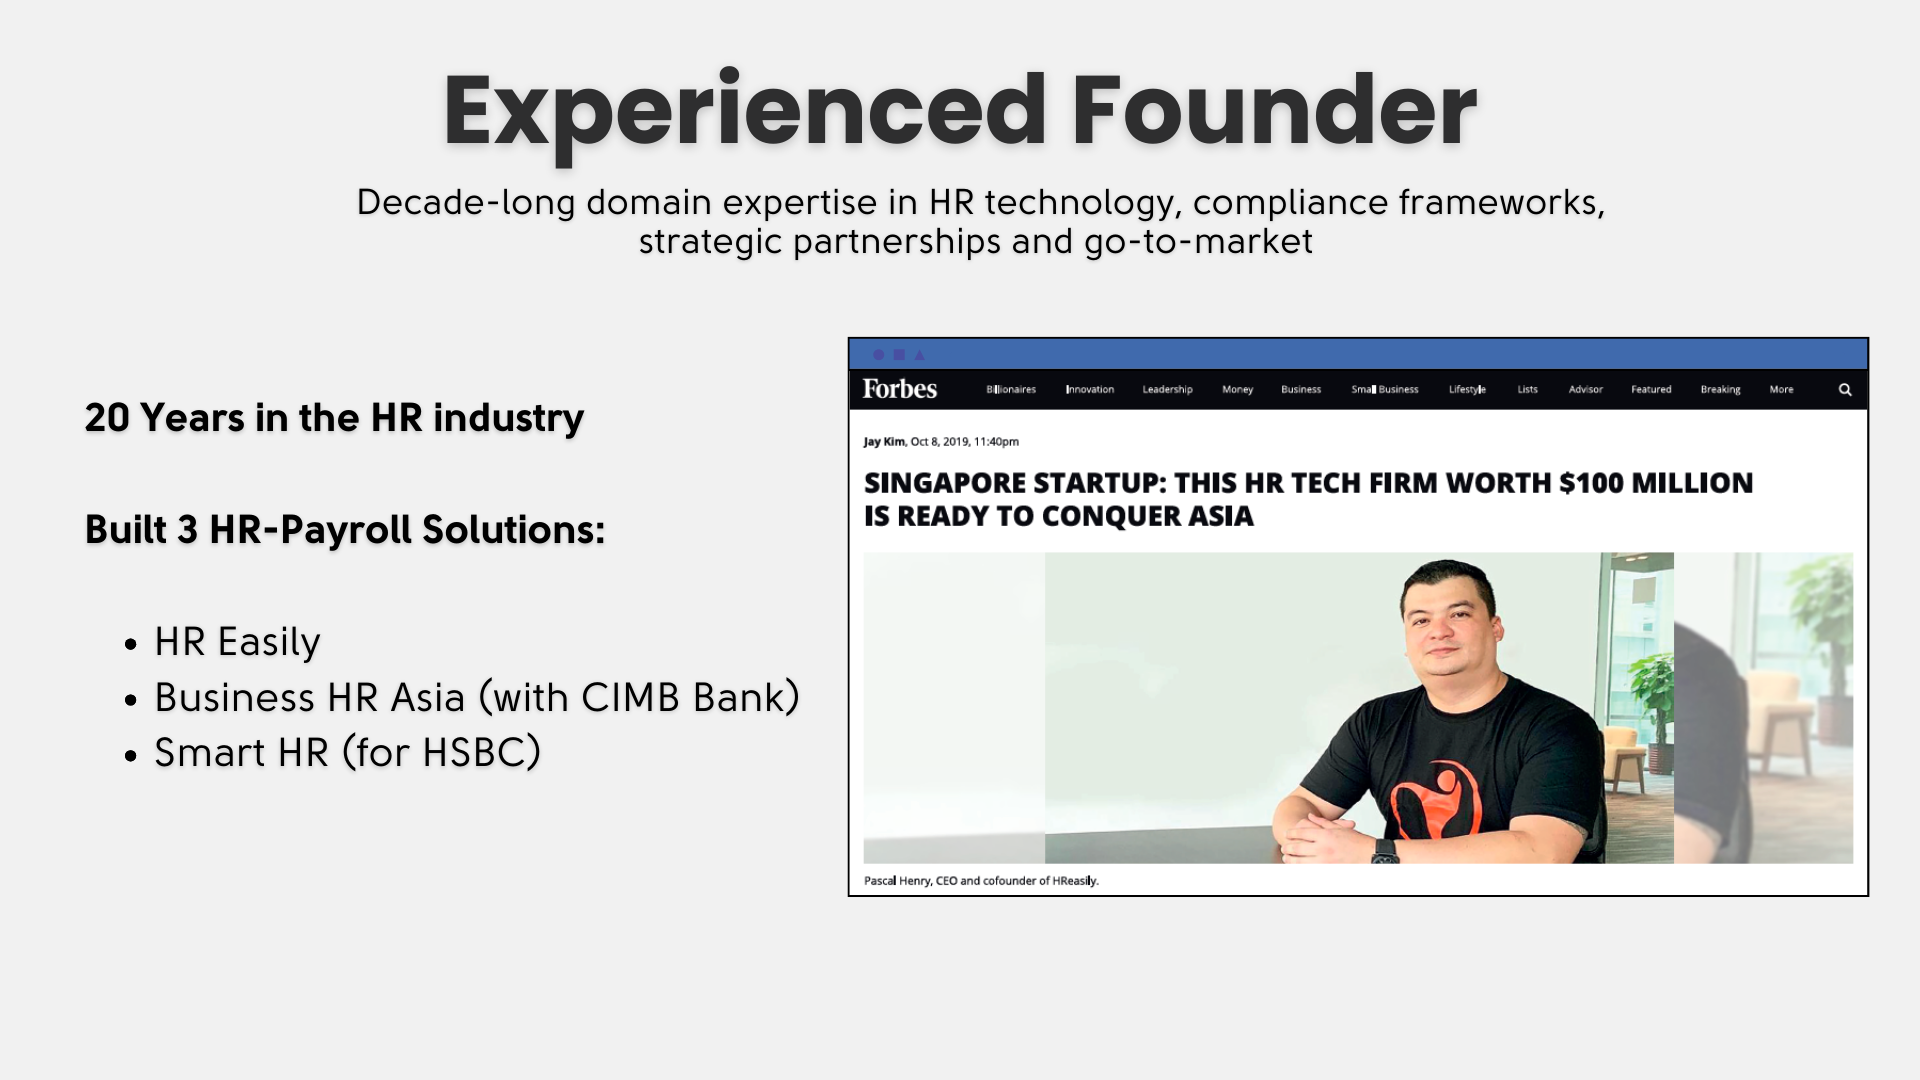 Experienced Founder
Decade-long domain expertise in HR technology, compliance frameworks,
strategic partnerships and go-to-market
20 Years in the HR industry
Built 3 HR-Payroll Solutions:
• HR Easily
• Business HR Asia (with CIMB Bank)
• Smart HR (for HSBC)
Forbes Billionaires Innovation Leadership Money Business Small Business Lifestyle Lists Advisor Featured Breaking More
Jay Kim, Oct 8, 2019, 11:40pm
SINGAPORE STARTUP: THIS HR TECH FIRM WORTH $100 MILLION
IS READY TO CONQUER ASIA
Pascal Henry, CEO and cofounder of HReasily.